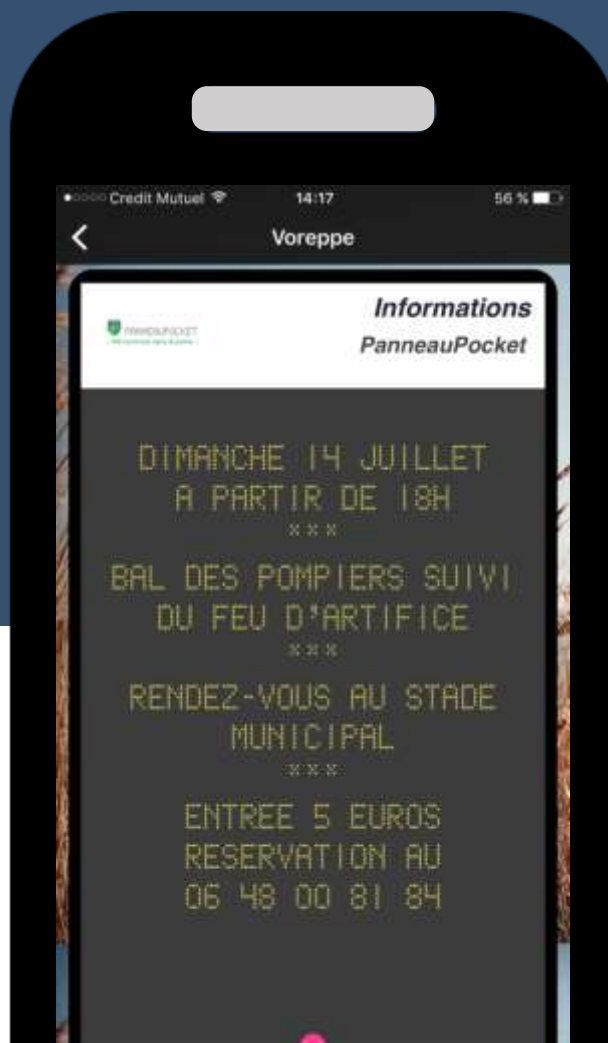 Credit Mutuel 14:17 56 %
Voreppe
Informations
PANNEAUPOCKET
PanneauPocket
DIMANCHE 14 JUILLET
A PARTIR DE 18H
***
BAL DES POMPIERS SUIVI
DU FEU D'ARTIFICE
***
RENDEZ-VOUS AU STADE
MUNICIPAL
***
ENTREE 5 EUROS
RESERVATION AU
06 48 00 81 84